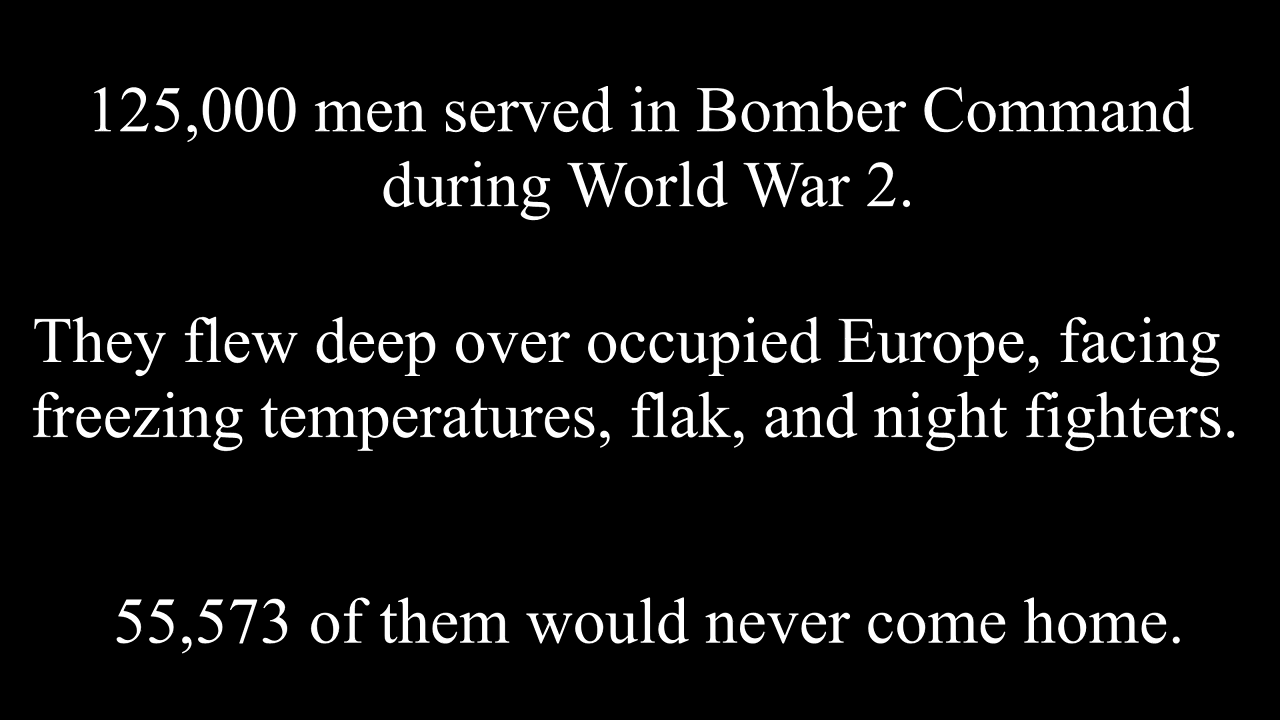 125,000 men served in Bomber Command
during World War 2.
They flew deep over occupied Europe, facing
freezing temperatures, flak, and night fighters.
55,573 of them would never come home.